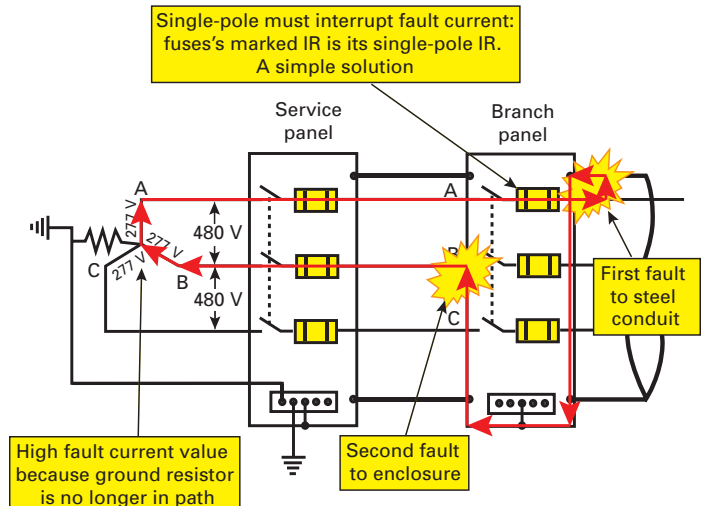 Single-pole must interrupt fault current:
fuses's marked IR is its single-pole IR.
A simple solution
Service
panel
Branch
panel
A
A
277 V
480 V
277 V
B
C
277 V
B
480 V
C
First fault
to steel
conduit
High fault current value
because ground resistor
is no longer in path
Second fault
to enclosure